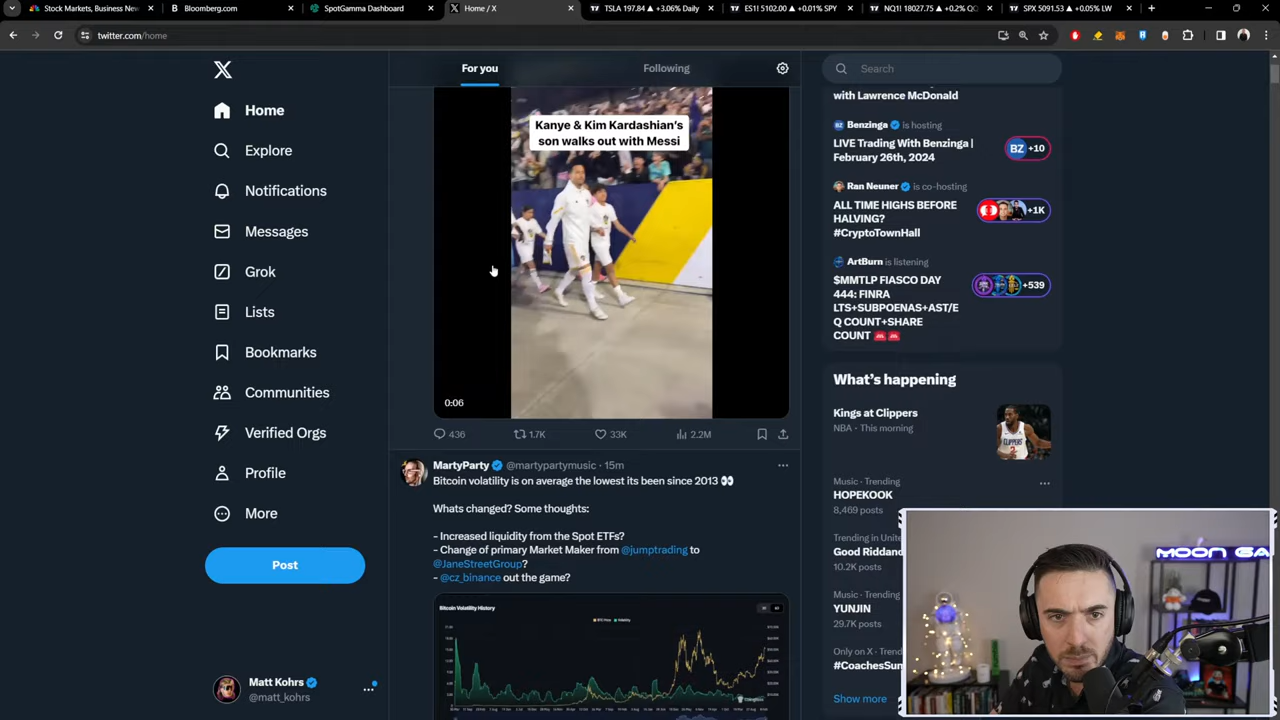 Stock Markets, Business New
Bloomberg.com
SpotGamma Dashboard
Home / X
TSLA 197.84 ▲ +3.06% Daily
ES1! 5102.00 ▲ +0.01% SPY
NQ1! 18027.75 ▲ +0.2% QQ
SPX 5091.53 ▲ +0.05% LW
twitter.com/home
Home
Explore
Notifications
Messages
Grok
Lists
Bookmarks
Communities
Verified Orgs
Profile
More
Post
Matt Kohrs
@matt_kohrs
For you
Following
Kanye & Kim Kardashian's
son walks out with Messi
0:06
436
1.7K
33K
2.2M
MartyParty @martypartymusic · 15m
Bitcoin volatility is on average the lowest its been since 2013 👀
Whats changed? Some thoughts:
- Increased liquidity from the Spot ETFs?
- Change of primary Market Maker from @jumptrading to
@JaneStreetGroup?
- @cz_binance out the game?
Bitcoin Volatility History
Search
with Lawrence McDonald
Benzinga is hosting
LIVE Trading With Benzinga |
February 26th, 2024
BZ +10
Ran Neuner is co-hosting
ALL TIME HIGHS BEFORE
HALVING?
#CryptoTownHall
+1K
ArtBurn is listening
$MMTLP FIASCO DAY
444: FINRA
LTS+SUBPOENAS+AST/E
Q COUNT+SHARE
COUNT
+539
What's happening
Kings at Clippers
NBA · This morning
Music · Trending
HOPEKOOK
8,469 posts
Trending in Unite
Good Riddanc
10.2K posts
Music · Trending
YUNJIN
29.7K posts
Only on X · Trend
#CoachesSun
Show more
MOON GA